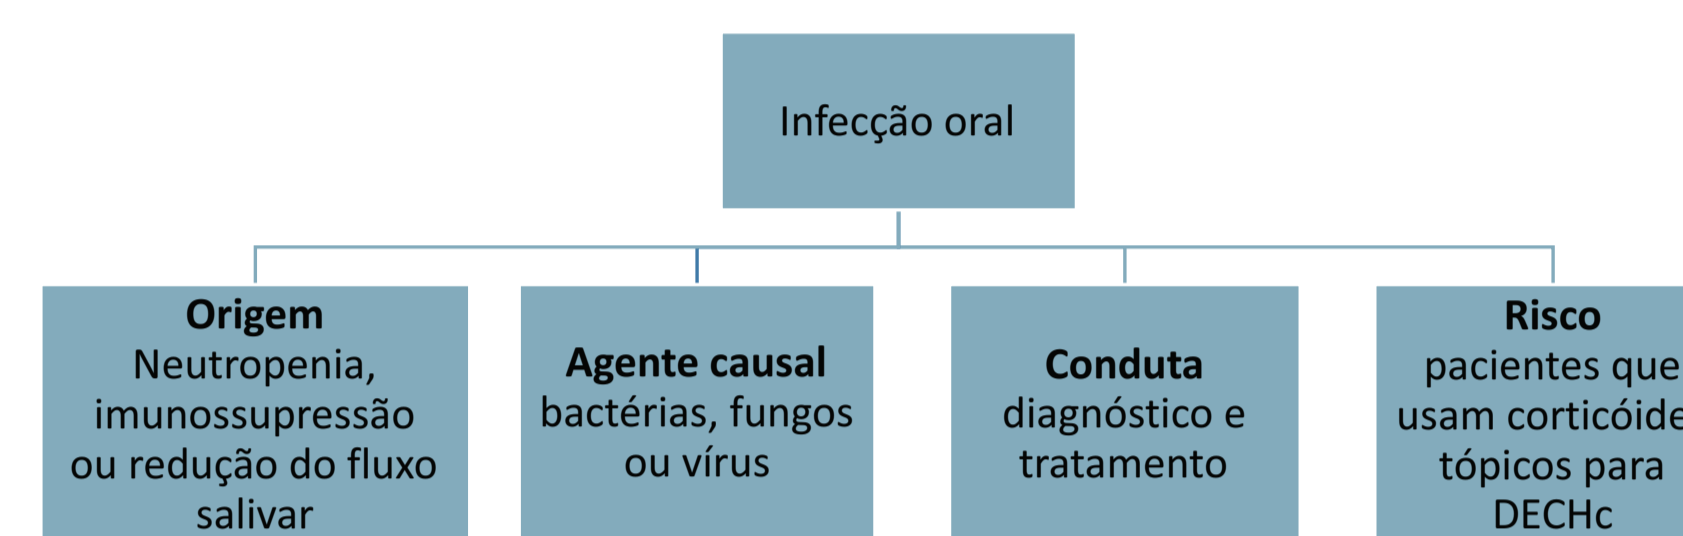 Infecção oral
Origem
Neutropenia,
imunossupressão
ou redução do fluxo
salivar
Agente causal
bactérias, fungos
ou vírus
Conduta
diagnóstico e
tratamento
Risco
pacientes que
usam
tópicos para
DECHc